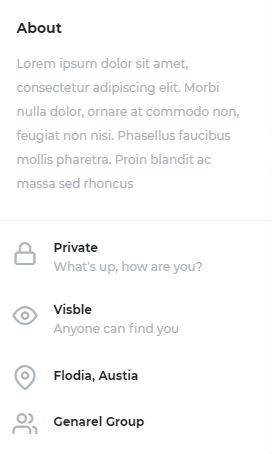 About
Lorem ipsum dolor sit amet,
consectetur adipiscing elit. Morbi
nulla dolor, ornare at commodo non,
feugiat non nisi. Phasellus faucibus
mollis pharetra. Proin blandit ac
massa sed rhoncus
Private
What's up, how are you?
Visble
Anyone can find you
Flodia, Austia
Genarel Group